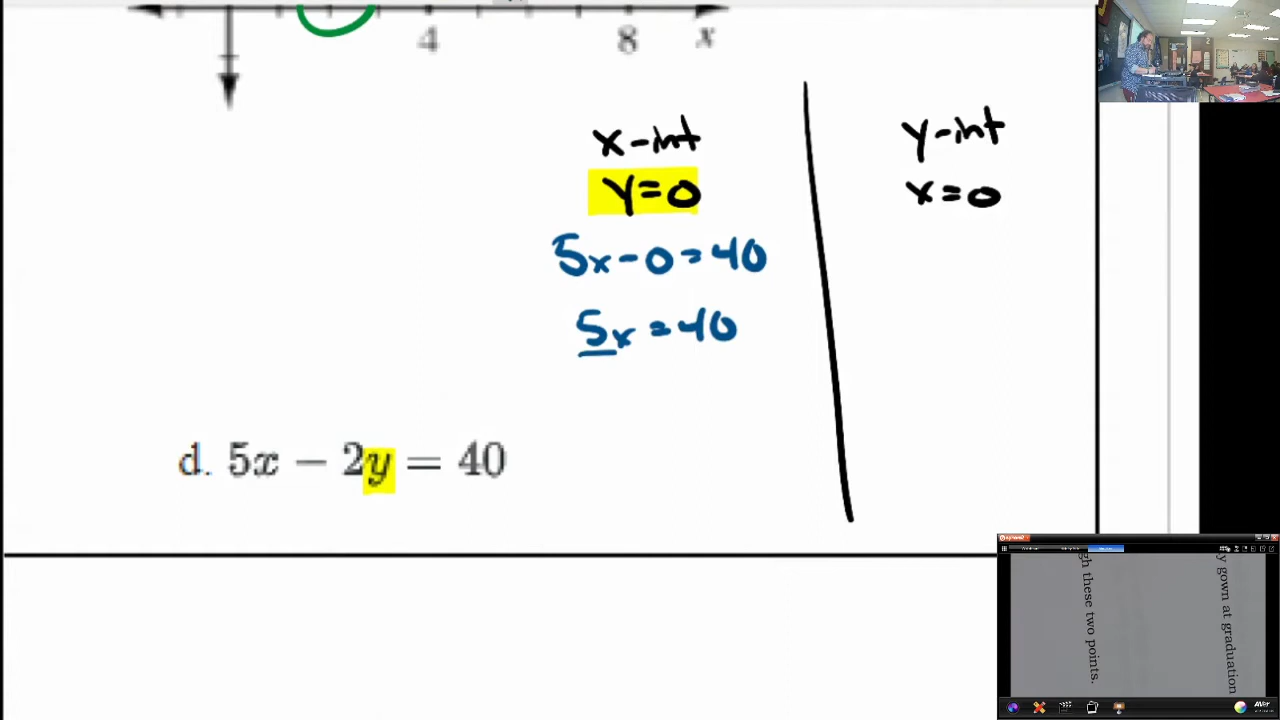 4 8 x
x-int
y=0
5x-0=40
5x=40
y-int
x=0
d. 5x − 2y = 40
gh these two points.
y gown at graduation